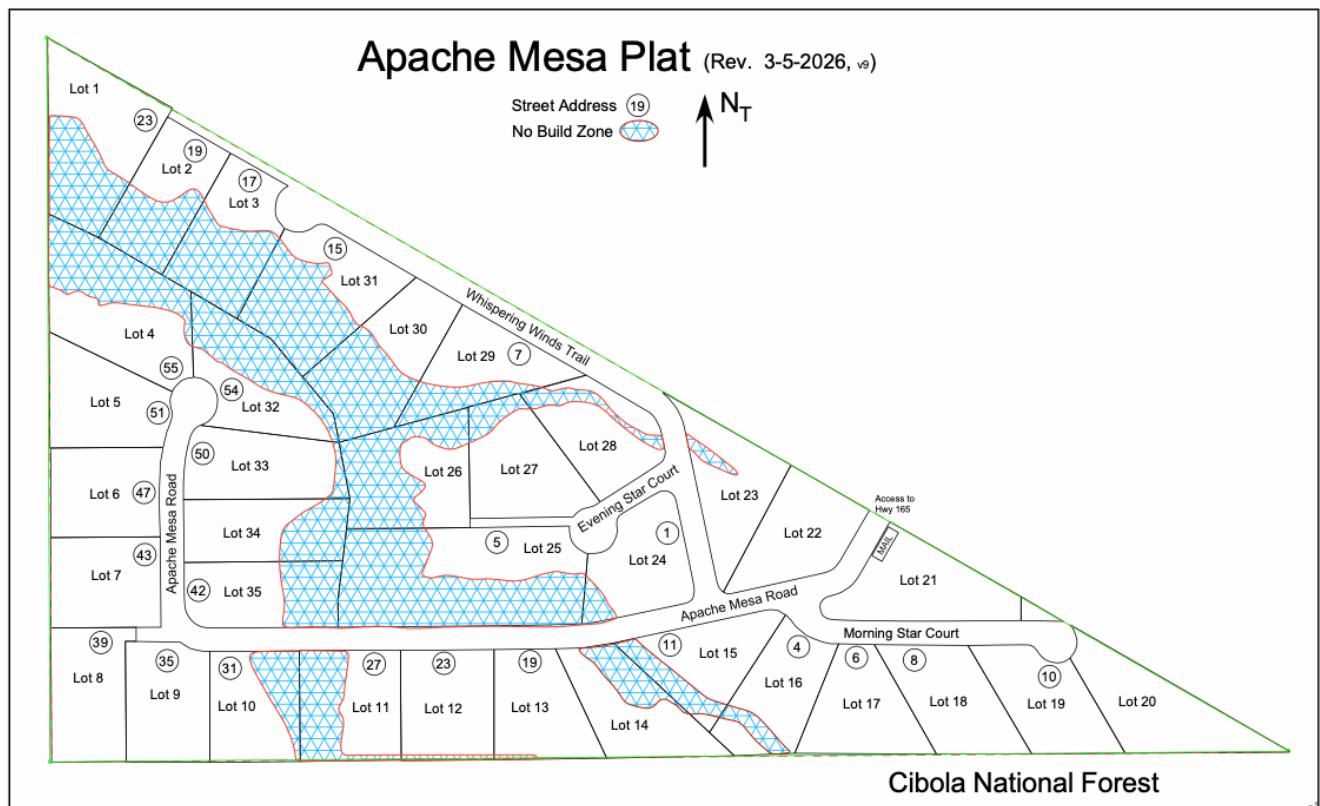 Apache Mesa Plat (Rev. 3-5-2026, v9)
Street Address 19
No Build Zone
NT
Lot 1
23
19
Lot 2
17
Lot 3
15
Lot 31
Whispering Winds Trail
Lot 30
Lot 29
7
Lot 4
55
54
Lot 32
Lot 5
51
50
Lot 33
Lot 26
Lot 27
Lot 28
Evening Star Court
Lot 6
47
Apache Mesa Road
Lot 34
Lot 23
Access to
Hwy 165
MAIL
Lot 22
1
Lot 24
5
Lot 25
43
Lot 7
42
Lot 35
Lot 21
Apache Mesa Road
Morning Star Court
39
Lot 8
35
Lot 9
31
Lot 10
27
Lot 11
23
Lot 12
19
Lot 13
Lot 14
11
Lot 15
4
Lot 16
6
Lot 17
8
Lot 18
10
Lot 19
Lot 20
Cibola National Forest